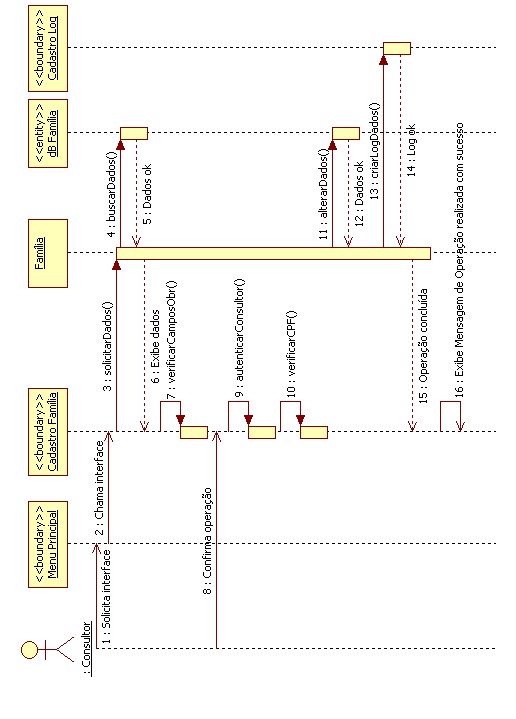 : Consultor
<<boundary>>
Menu Principal
<<boundary>>
Cadastro Família
Família
<<entity>>
dB Família
<<boundary>>
Cadastro Log
1 : Solicita interface
2 : Chama interface
3 : solicitarDados()
4 : buscarDados()
5 : Dados ok
6 : Exibe dados
7 : verificarCamposObr()
8 : Confirma operação
9 : autenticarConsultor()
10 : verificarCPF()
11 : alterarDados()
12 : Dados ok
13 : criarLogDados()
14 : Log ok
15 : Operação concluída
16 : Exibe Mensagem de Operação realizada com sucesso